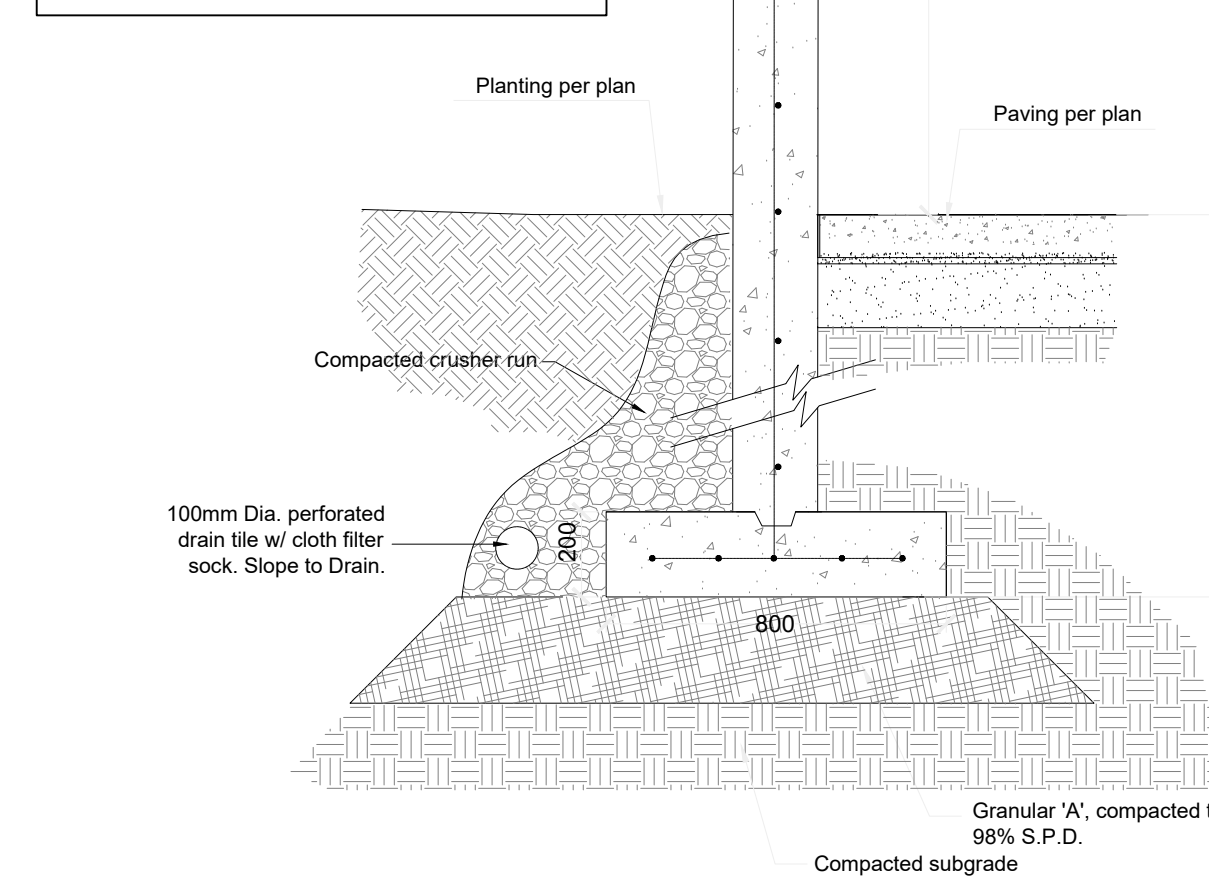 Planting per plan
Paving per plan
Compacted crusher run
100mm Dia. perforated
drain tile w/ cloth filter
sock. Slope to Drain.
200
800
Granular 'A', compacted
98% S.P.D.
Compacted subgrade